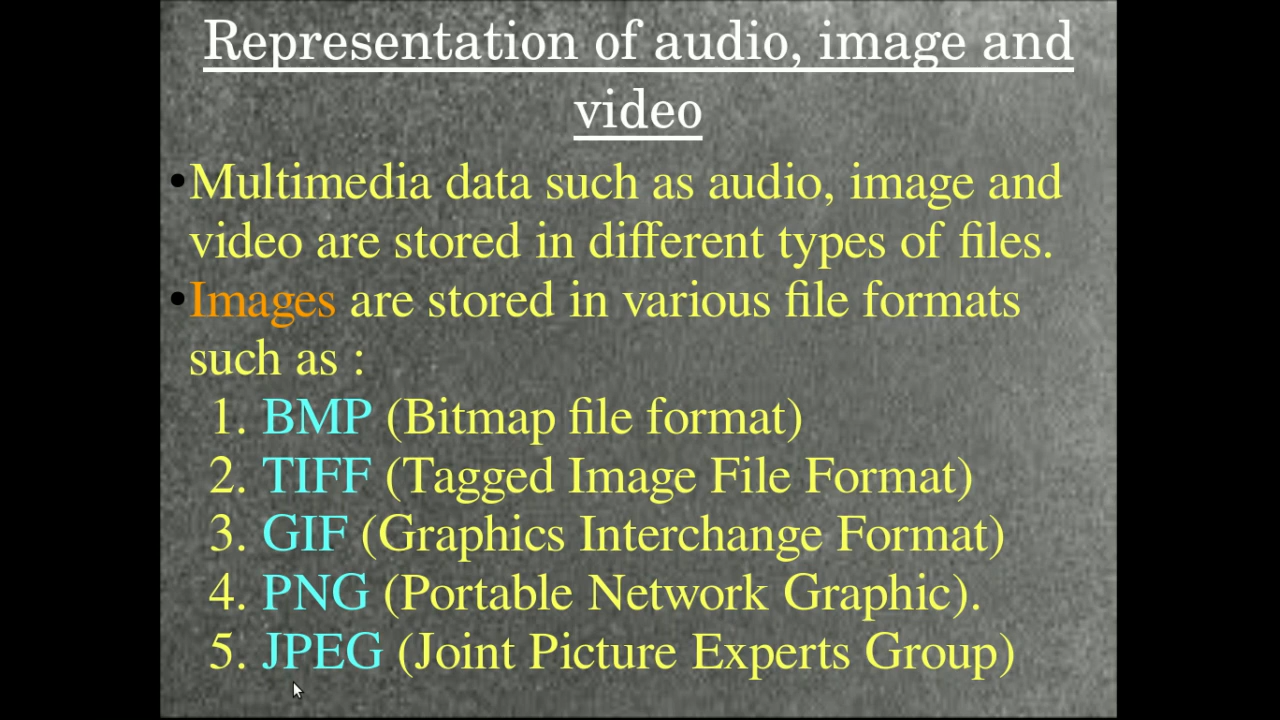 Representation of audio, image and
video
•Multimedia data such as audio, image and
video are stored in different types of files.
•Images are stored in various file formats
such as :
1. BMP (Bitmap file format)
2. TIFF (Tagged Image File Format)
3. GIF (Graphics Interchange Format)
4. PNG (Portable Network Graphic).
5. JPEG (Joint Picture Experts Group)